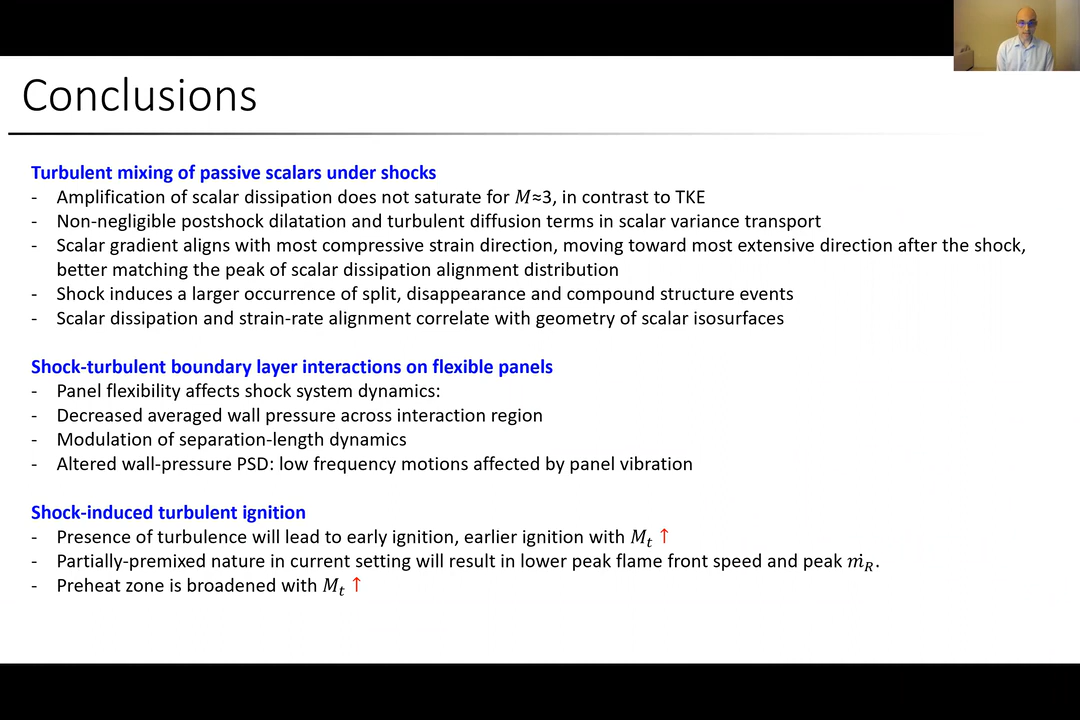 Conclusions
Turbulent mixing of passive scalars under shocks
- Amplification of scalar dissipation does not saturate for M≈3, in contrast to TKE
- Non-negligible postshock dilatation and turbulent diffusion terms in scalar variance transport
- Scalar gradient aligns with most compressive strain direction, moving toward most extensive direction after the shock,
better matching the peak of scalar dissipation alignment distribution
- Shock induces a larger occurrence of split, disappearance and compound structure events
- Scalar dissipation and strain-rate alignment correlate with geometry of scalar isosurfaces
Shock-turbulent boundary layer interactions on flexible panels
- Panel flexibility affects shock system dynamics:
- Decreased averaged wall pressure across interaction region
- Modulation of separation-length dynamics
- Altered wall-pressure PSD: low frequency motions affected by panel vibration
Shock-induced turbulent ignition
- Presence of turbulence will lead to early ignition, earlier ignition with Mₜ ↑
- Partially-premixed nature in current setting will result in lower peak flame front speed and peak ṁ_R.
- Preheat zone is broadened with Mₜ ↑